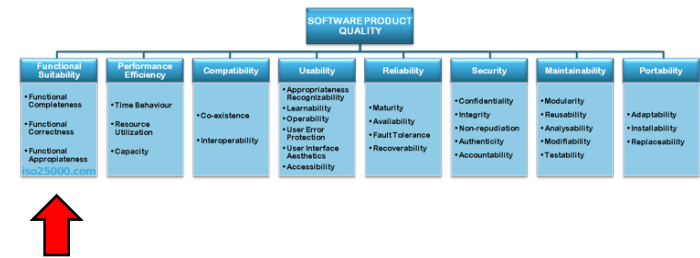 SOFTWARE PRODUCT
QUALITY
Functional
Suitability
• Functional
Completeness
• Functional
Correctness
• Functional
Appropiateness
iso25000.com
Performance
Efficiency
• Time Behaviour
• Resource
Utilization
• Capacity
Compatibility
• Co-existence
• Interoperability
Usability
• Appropriateness
Recognizability
• Learnability
• Operability
• User Error
Protection
• User Interface
Aesthetics
• Accessibility
Reliability
• Maturity
• Availability
• Fault Tolerance
• Recoverability
Security
• Confidentiality
• Integrity
• Non-repudiation
• Authenticity
• Accountability
Maintainability
• Modularity
• Reusability
• Analysability
• Modifiability
• Testability
Portability
• Adaptability
• Installability
• Replaceability